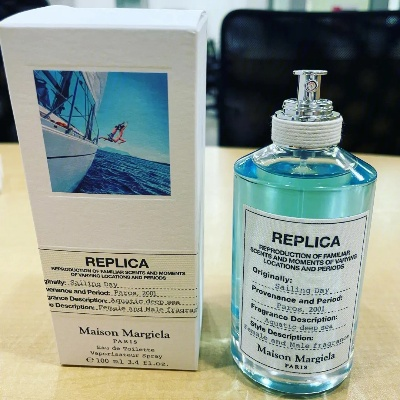 REPLICA
REPRODUCTION OF FAMILIAR SCENTS AND MOMENTS
OF VARYING LOCATIONS AND PERIODS
Originally: Sailing Day
Provenance and Period: Paros, 2001
Fragrance Description: Aquatic deep sea
Style Description: Female and Male fragrance
Maison Margiela
PARIS
Eau de Toilette
Vaporisateur Spray
℮ 100 ml 3.4 fl.oz.
REPLICA
REPRODUCTION OF FAMILIAR
SCENTS AND MOMENTS OF VARYING
LOCATIONS AND PERIODS
Originally:
Sailing Day
Provenance and Period:
Paros, 2001
Fragrance Description:
Aquatic deep sea
Style Description:
Female and Male fragrance
Maison Margiela
PARIS